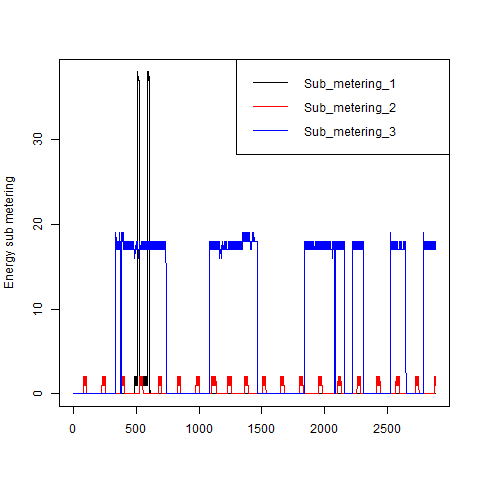 Sub_metering_1
Sub_metering_2
Sub_metering_3
Energy sub metering
30
20
10
0
0 500 1000 1500 2000 2500